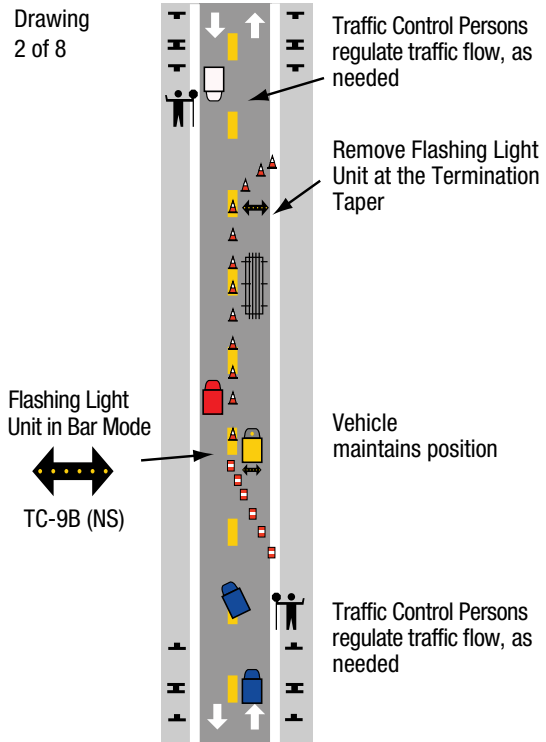 Drawing
2 of 8
Traffic Control Persons
regulate traffic flow, as
needed
Remove Flashing Light
Unit at the Termination
Taper
Flashing Light
Unit in Bar Mode
TC-9B (NS)
Vehicle
maintains position
Traffic Control Persons
regulate traffic flow, as
needed